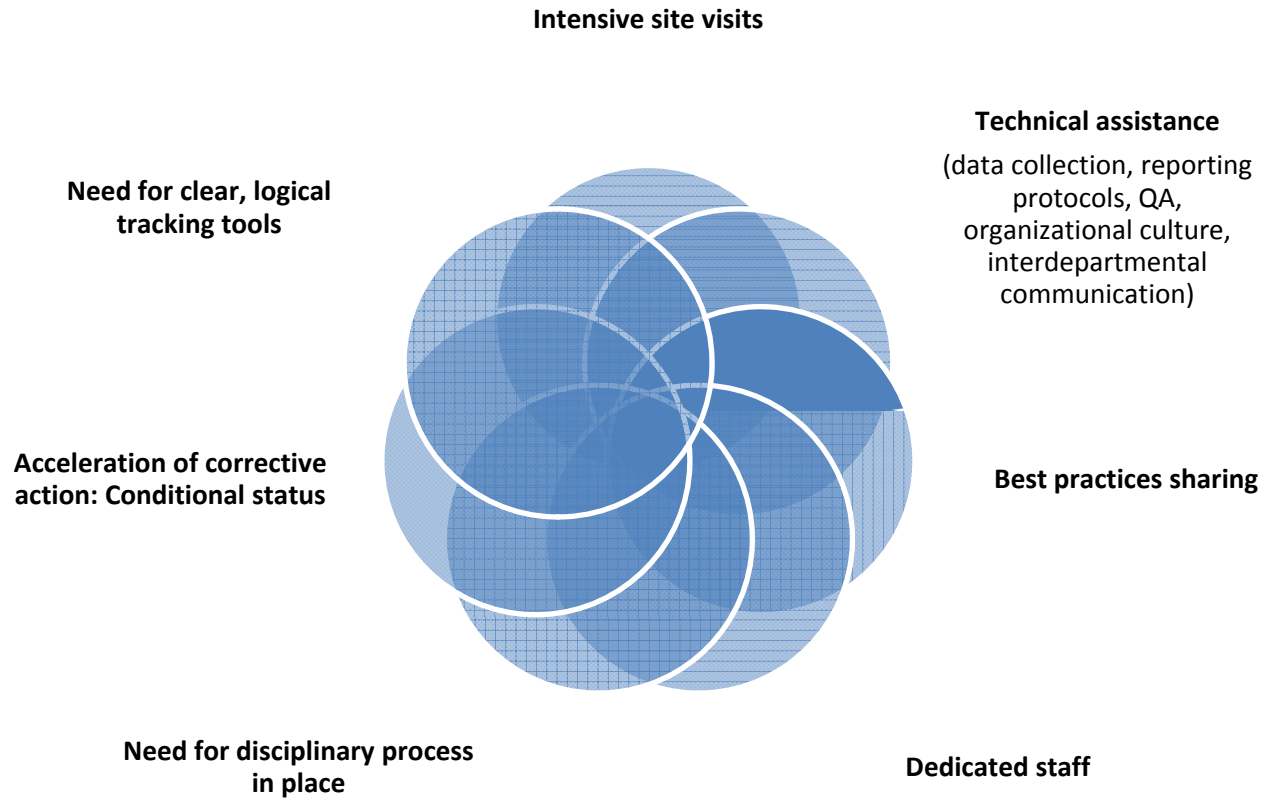 Intensive site visits
Technical assistance
(data collection, reporting
protocols, QA,
organizational culture,
interdepartmental
communication)
Need for clear, logical
tracking tools
Acceleration of corrective
action: Conditional status
Best practices sharing
Need for disciplinary process
in place
Dedicated staff